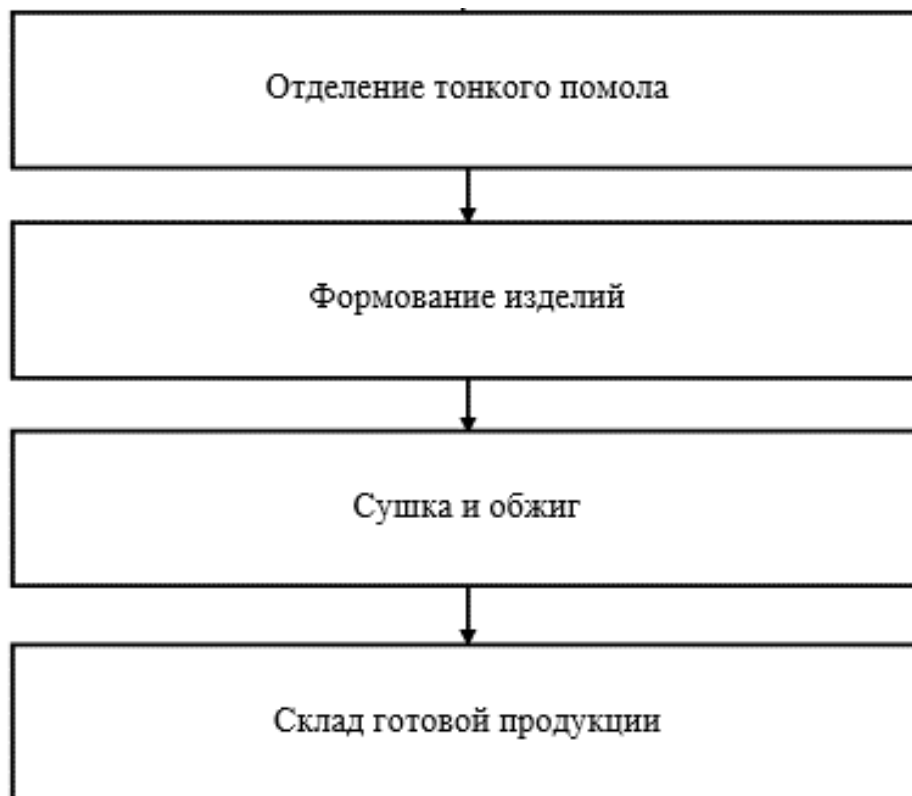 Отделение тонкого помола
Формование изделий
Сушка и обжиг
Склад готовой продукции